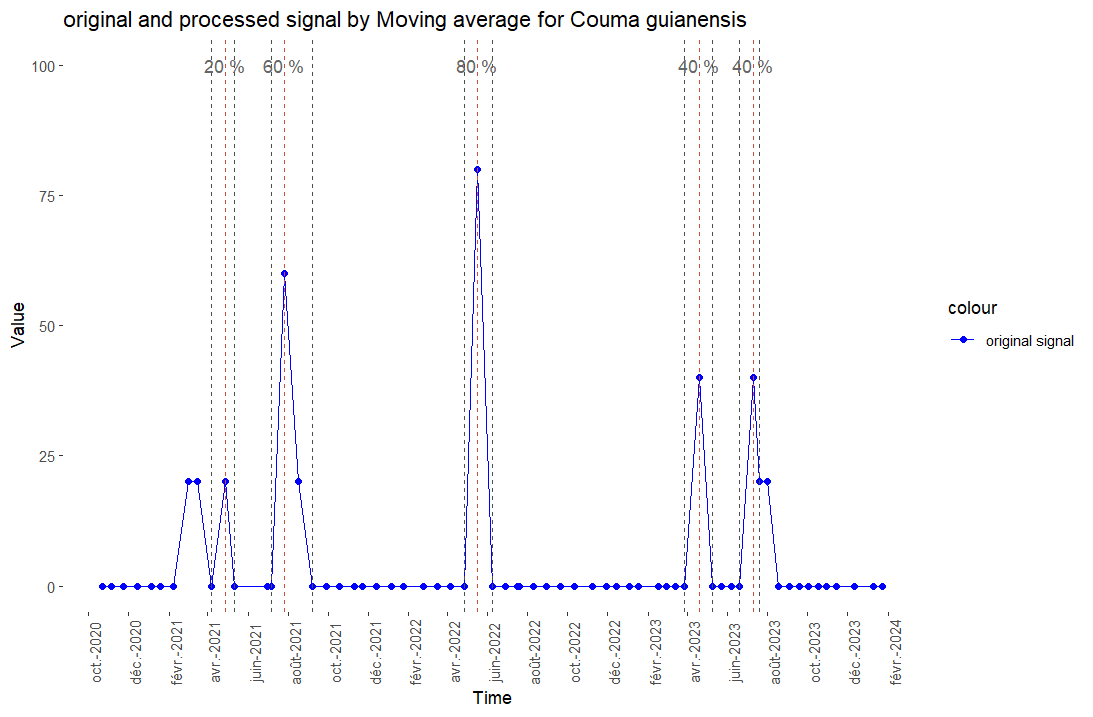 original and processed signal by Moving average for Couma guianensis
100
20 %
60 %
80 %
40 %
40 %
75
50
25
0
Value
colour
original signal
oct.-2020
déc.-2020
févr.-2021
avr.-2021
juin-2021
août-2021
oct.-2021
déc.-2021
févr.-2022
avr.-2022
juin-2022
août-2022
oct.-2022
déc.-2022
févr.-2023
avr.-2023
juin-2023
août-2023
oct.-2023
déc.-2023
févr.-2024
Time